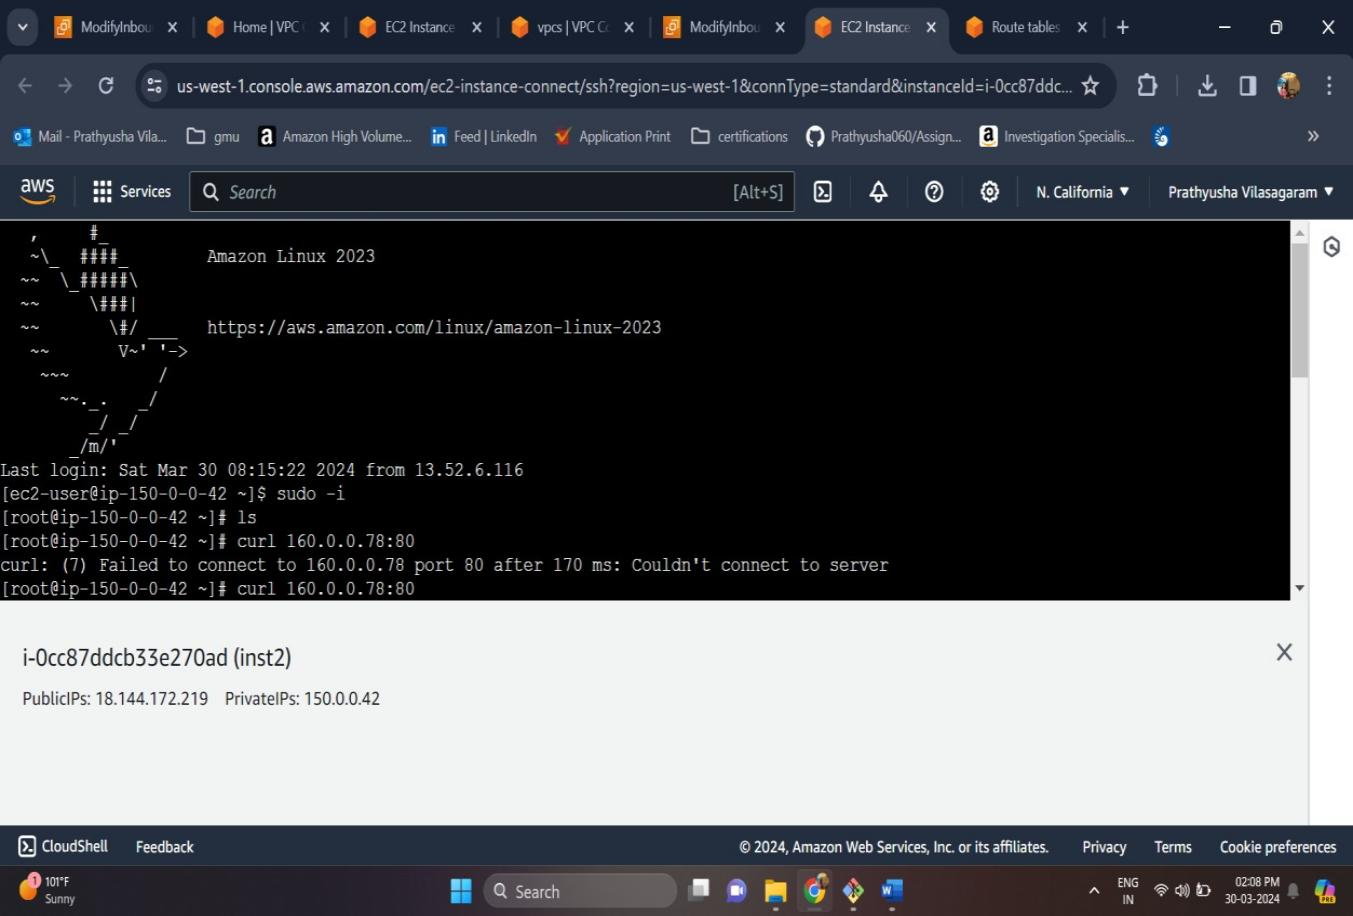 ModifyInbou
Home | VPC
EC2 Instance
vpcs | VPC Co
ModifyInbou
EC2 Instance
Route tables
us-west-1.console.aws.amazon.com/ec2-instance-connect/ssh?region=us-west-1&connType=standard&instanceId=i-0cc87ddc...
Mail - Prathyusha Vila...
gmu
Amazon High Volume...
Feed | LinkedIn
Application Print
certifications
Prathyusha060/Assign...
Investigation Specialis...
»
aws
Services
Search
[Alt+S]
N. California
Prathyusha Vilasagaram
,     #_
~\_  ####_        Amazon Linux 2023
~~  \_#####\
~~     \###|
~~       \#/ ___   https://aws.amazon.com/linux/amazon-linux-2023
~~       V~' '->
~~~         /
~~._.   _/
_/ _/
_/m/'
Last login: Sat Mar 30 08:15:22 2024 from 13.52.6.116
[ec2-user@ip-150-0-0-42 ~]$ sudo -i
[root@ip-150-0-0-42 ~]# ls
[root@ip-150-0-0-42 ~]# curl 160.0.0.78:80
curl: (7) Failed to connect to 160.0.0.78 port 80 after 170 ms: Couldn't connect to server
[root@ip-150-0-0-42 ~]# curl 160.0.0.78:80
i-0cc87ddcb33e270ad (inst2)
PublicIPs: 18.144.172.219    PrivateIPs: 150.0.0.42
CloudShell
Feedback
© 2024, Amazon Web Services, Inc. or its affiliates.
Privacy
Terms
Cookie preferences
1
101°F
Sunny
Search
ENG
IN
02:08 PM
30-03-2024
PRE